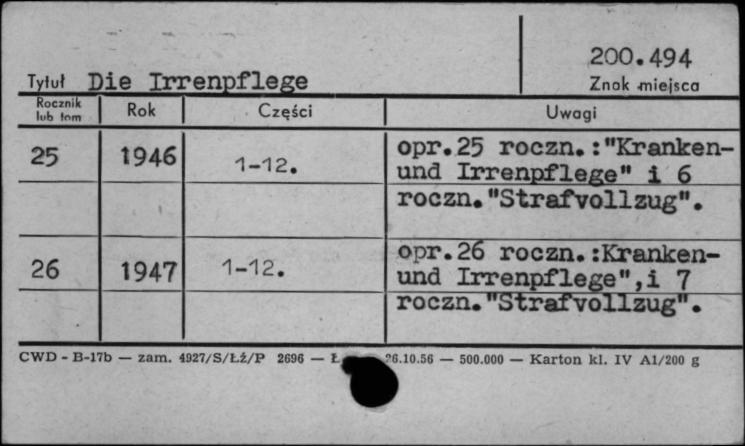 200.494
Tytuł Die Irrenpflege
Znak miejsca
Rocznik lub tom Rok Części Uwagi
25 1946 1-12. opr.25 roczn.:"Kranken-
und Irrenpflege" i 6
roczn."Strafvollzug".
26 1947 1-12. opr.26 roczn.:Kranken-
und Irrenpflege",i 7
roczn."Strafvollzug".
CWD - B-17b — zam. 4927/S/Łż/P 2696 — 26.10.56 — 500.000 — Karton kl. IV A1/200 g